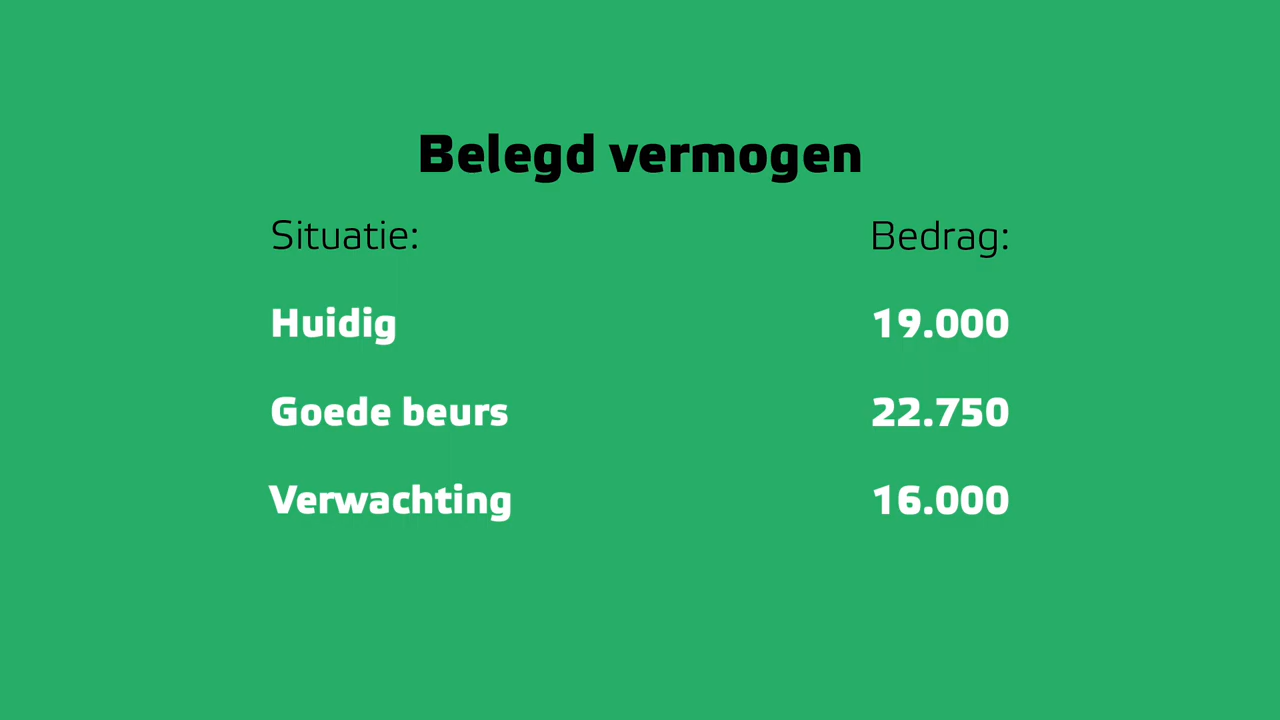 Belegd vermogen
Situatie: Bedrag:
Huidig 19.000
Goede beurs 22.750
Verwachting 16.000